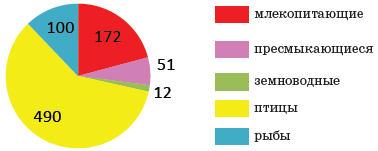 100
172
51
12
490
млекопитающие
пресмыкающиеся
земноводные
птицы
рыбы